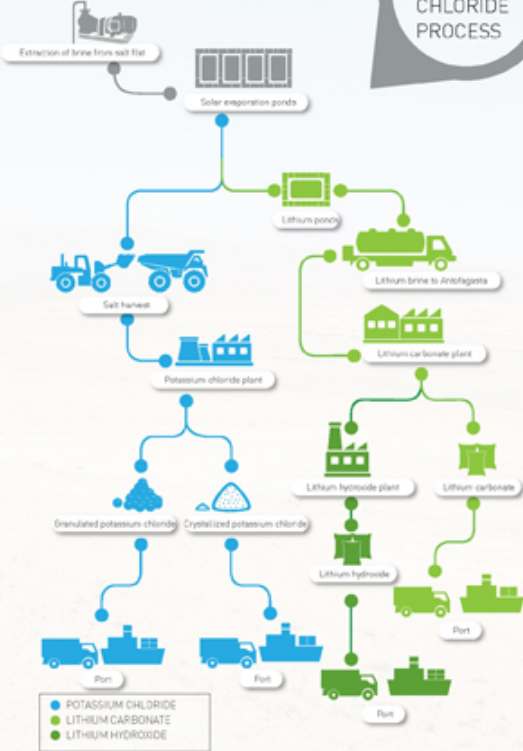 CHLORIDE
PROCESS
Extraction of brine from salt flat
Solar evaporation ponds
Lithium ponds
Lithium brine to Antofagasta
Salt harvest
Lithium carbonate plant
Potassium chloride plant
Lithium hydroxide plant
Lithium carbonate
Granulated potassium chloride
Crystallized potassium chloride
Lithium hydroxide
Port
Port
Port
Port
POTASSIUM CHLORIDE
LITHIUM CARBONATE
LITHIUM HYDROXIDE